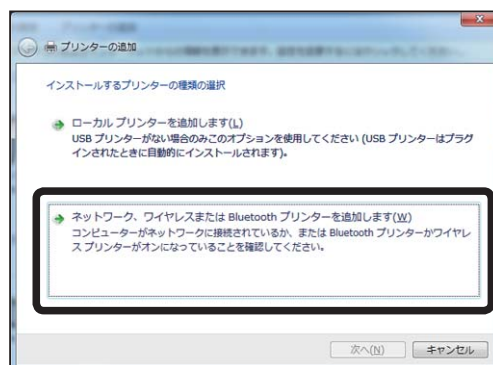 プリンターの追加
インストールするプリンターの種類の選択
ローカル プリンターを追加します(L)
USB プリンターがない場合のみこのオプションを使用してください (USB プリンターはプラグ
インされたときに自動的にインストールされます)。
ネットワーク、ワイヤレスまたは Bluetooth プリンターを追加します(W)
コンピューターがネットワークに接続されているか、または Bluetooth プリンターかワイヤレ
ス プリンターがオンになっていることを確認してください。
次へ(N) キャンセル